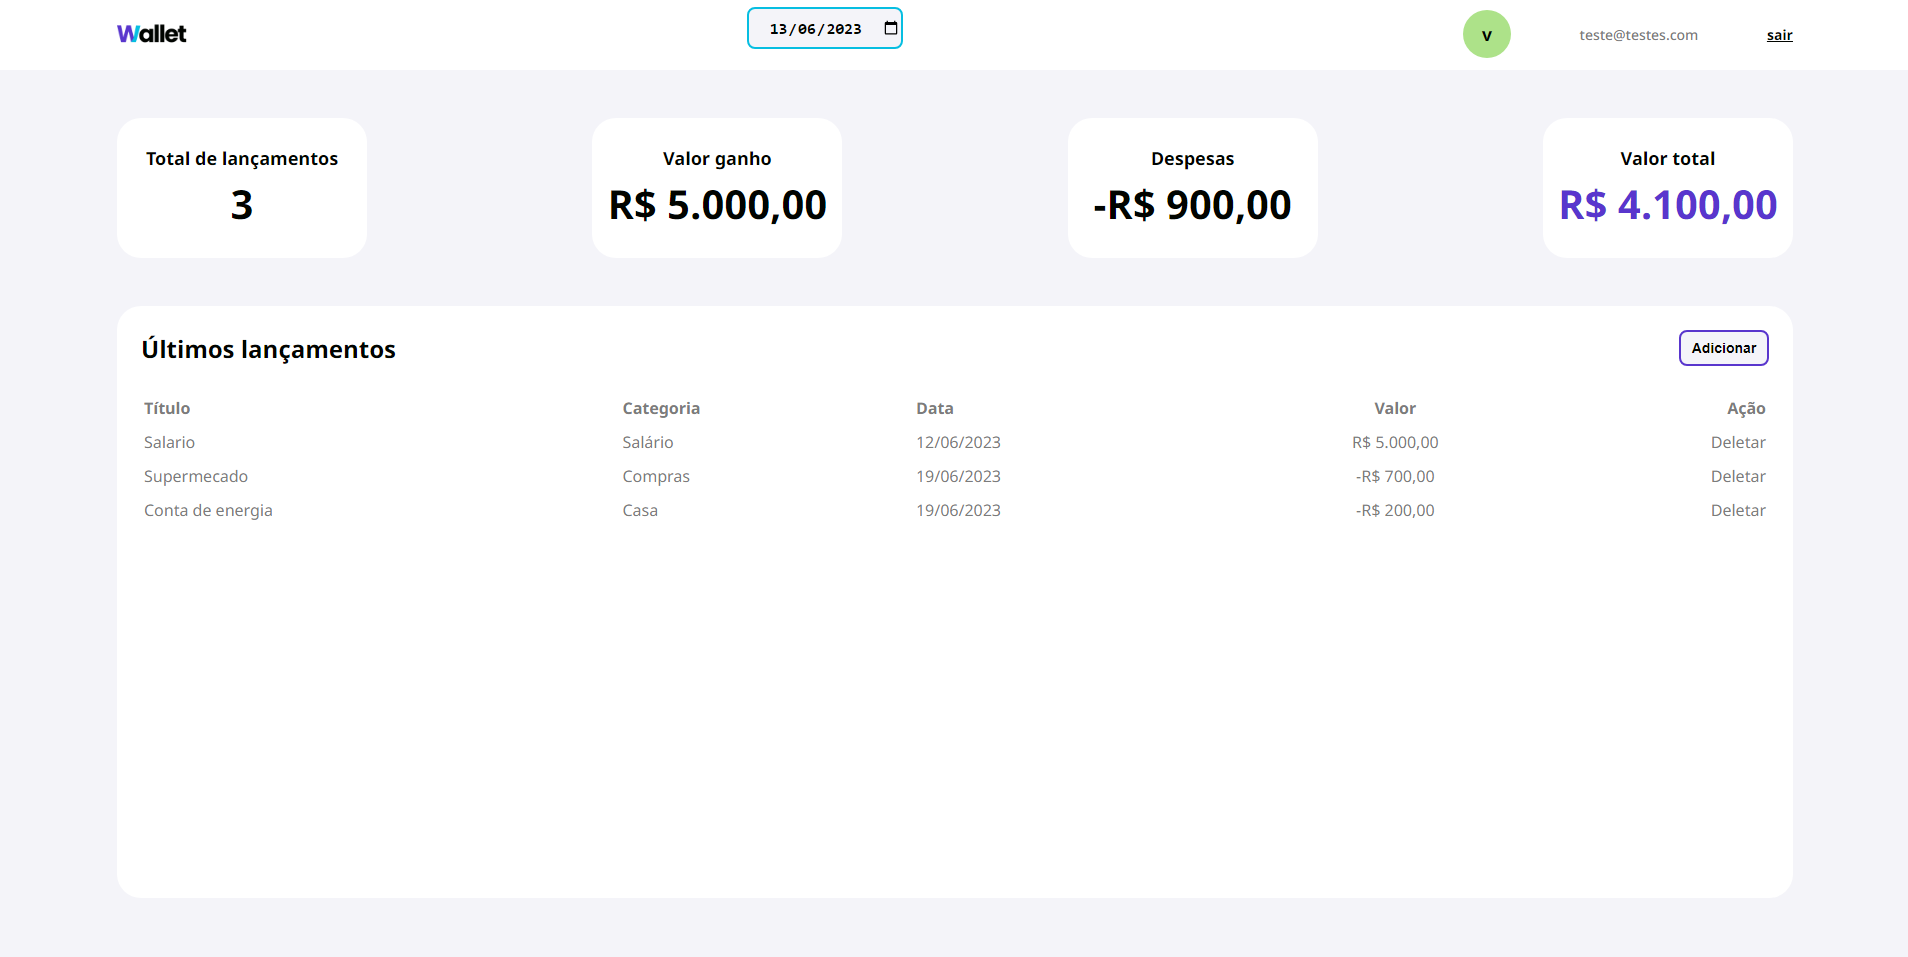 Wallet
13/06/2023
v
teste@testes.com
sair
Total de lançamentos
3
Valor ganho
R$ 5.000,00
Despesas
-R$ 900,00
Valor total
R$ 4.100,00
Últimos lançamentos
Adicionar
Título Categoria Data Valor Ação
Salario Salário 12/06/2023 R$ 5.000,00 Deletar
Supermecado Compras 19/06/2023 -R$ 700,00 Deletar
Conta de energia Casa 19/06/2023 -R$ 200,00 Deletar